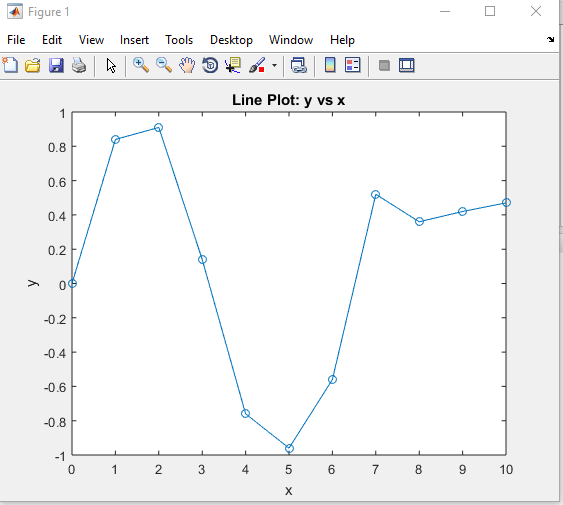 Figure 1
File Edit View Insert Tools Desktop Window Help
Line Plot: y vs x
1
0.8
0.6
0.4
0.2
0
-0.2
-0.4
-0.6
-0.8
-1
y
0 1 2 3 4 5 6 7 8 9 10
x